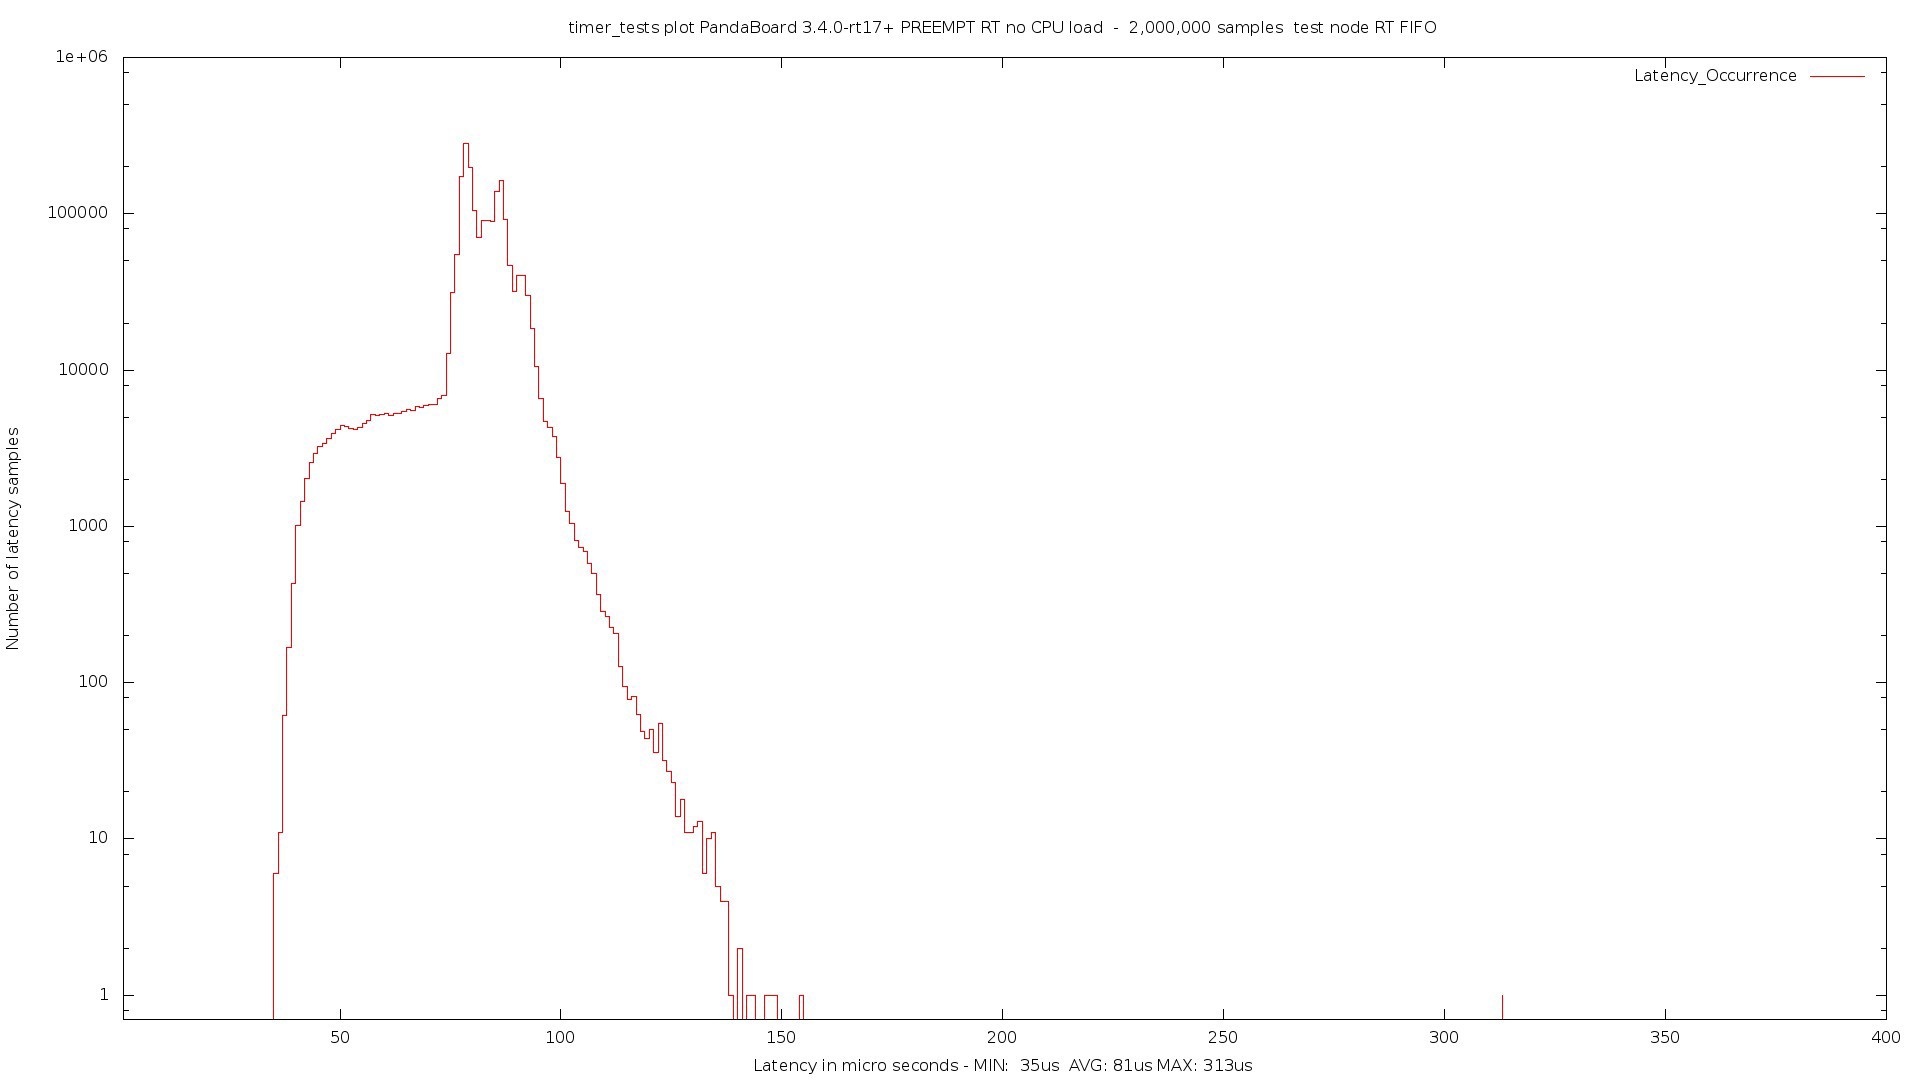 timer_tests plot PandaBoard 3.4.0-rt17+ PREEMPT RT no CPU load - 2,000,000 samples test node RT FIFO
Latency_Occurrence
1e+06
100000
10000
1000
100
10
1
Number of latency samples
50 100 150 200 250 300 350 400
Latency in micro seconds - MIN: 35us AVG: 81us MAX: 313us